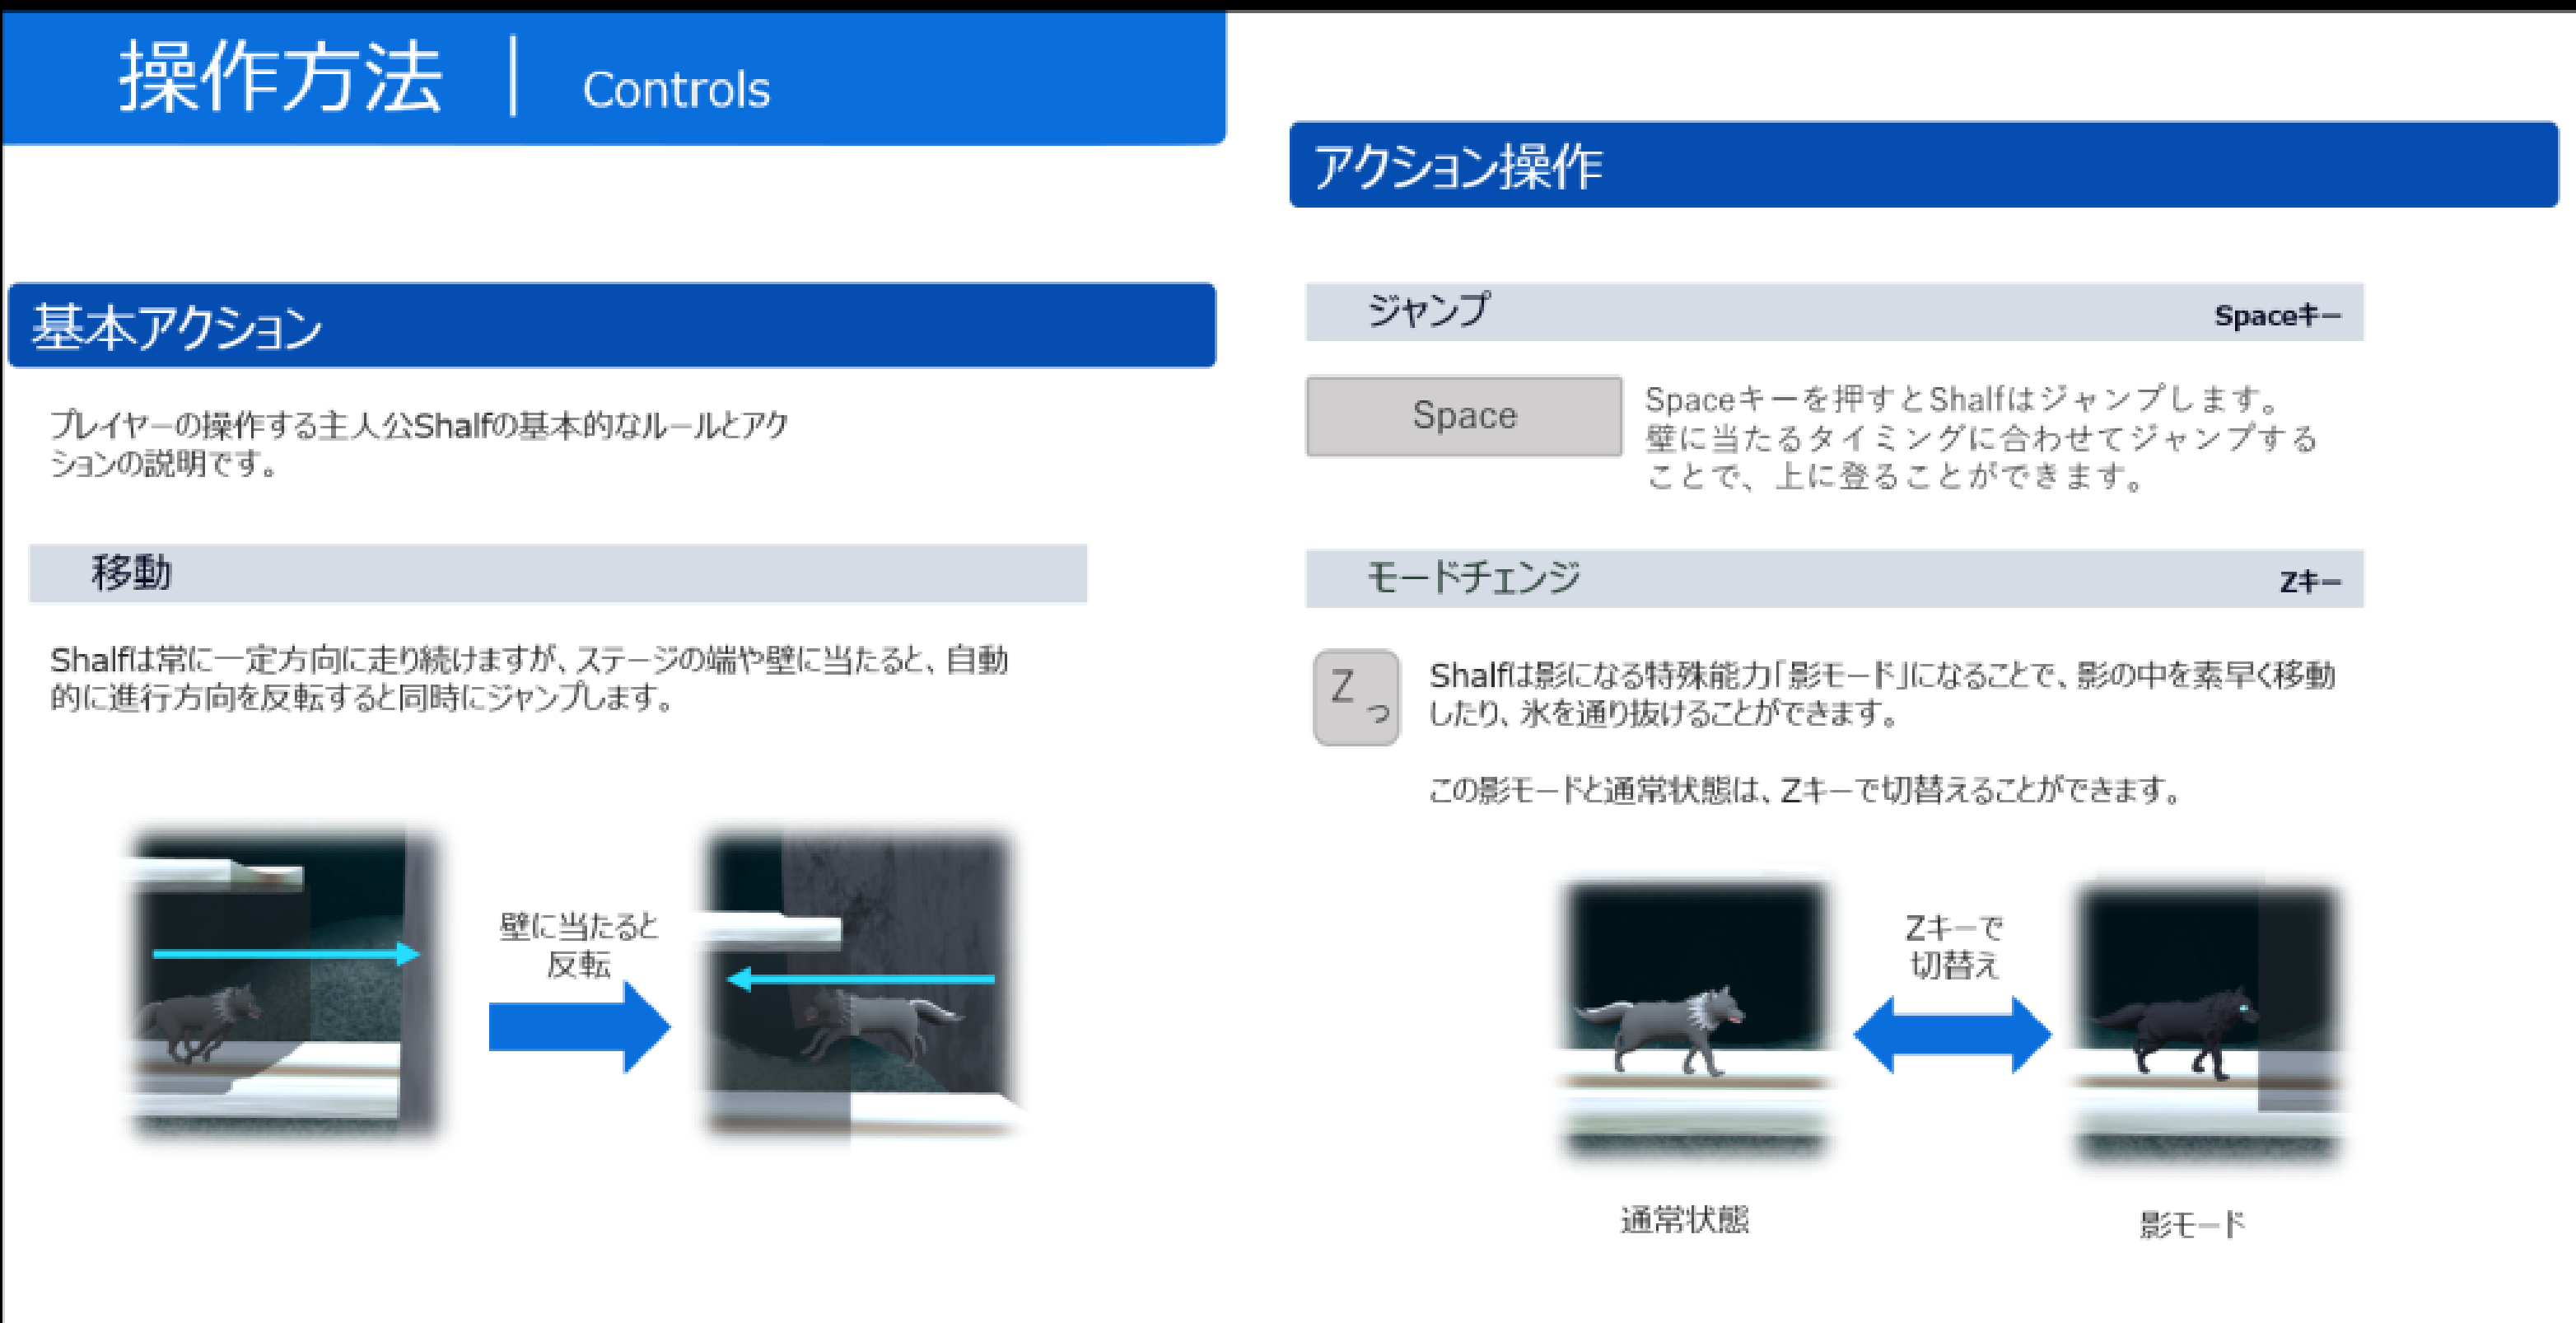 操作方法
Controls
基本アクション
プレイヤーの操作する主人公Shalfの基本的なルールとアク
ションの説明です。
移動
Shalfは常に一定方向に走り続けますが、ステージの端や壁に当たると、自動
的に進行方向を反転すると同時にジャンプします。
壁に当たると
反転
アクション操作
ジャンプ
Spaceキー
Space
Spaceキーを押すとShalfはジャンプします。
壁に当たるタイミングに合わせてジャンプする
ことで、上に登ることができます。
モードチェンジ
Zキー
Z
っ
Shalfは影になる特殊能力「影モード」になることで、影の中を素早く移動
したり、氷を通り抜けることができます。
この影モードと通常状態は、Zキーで切替えることができます。
Zキーで
切替え
通常状態
影モード